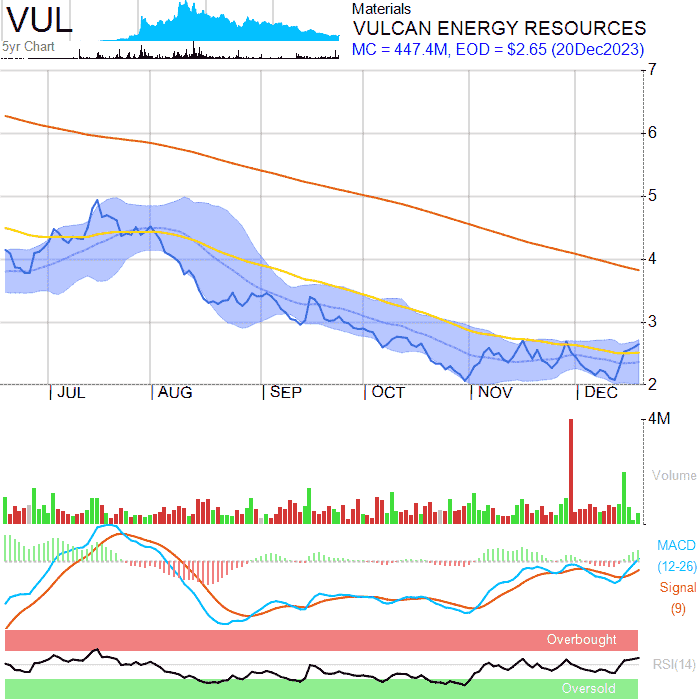 VUL
5yr Chart
Materials
VULCAN ENERGY RESOURCES
MC = 447.4M, EOD = $2.65 (20Dec2023)
7
6
5
4
3
2
JUL AUG SEP OCT NOV DEC
4M
Volume
MACD
(12-26)
Signal
(9)
Overbought
RSI(14)
Oversold